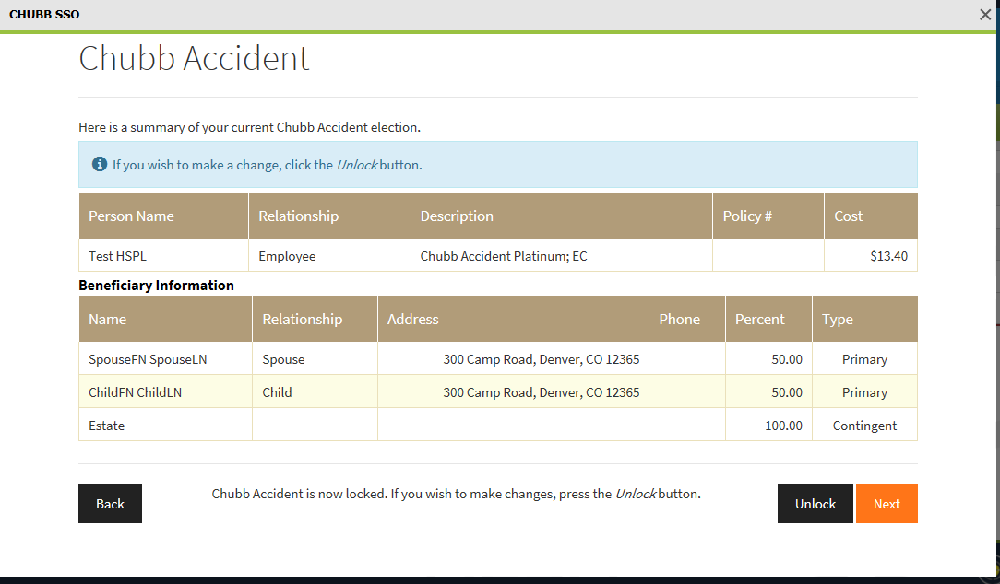 CHUBB SSO
Chubb Accident
Here is a summary of your current Chubb Accident election.
If you wish to make a change, click the Unlock button.
Person Name Relationship Description Policy # Cost
Test HSPL Employee Chubb Accident Platinum; EC $13.40
Beneficiary Information
Name Relationship Address Phone Percent Type
SpouseFN SpouseLN Spouse 300 Camp Road, Denver, CO 12365 50.00 Primary
ChildFN ChildLN Child 300 Camp Road, Denver, CO 12365 50.00 Primary
Estate 100.00 Contingent
Back Chubb Accident is now locked. If you wish to make changes, press the Unlock button. Unlock Next